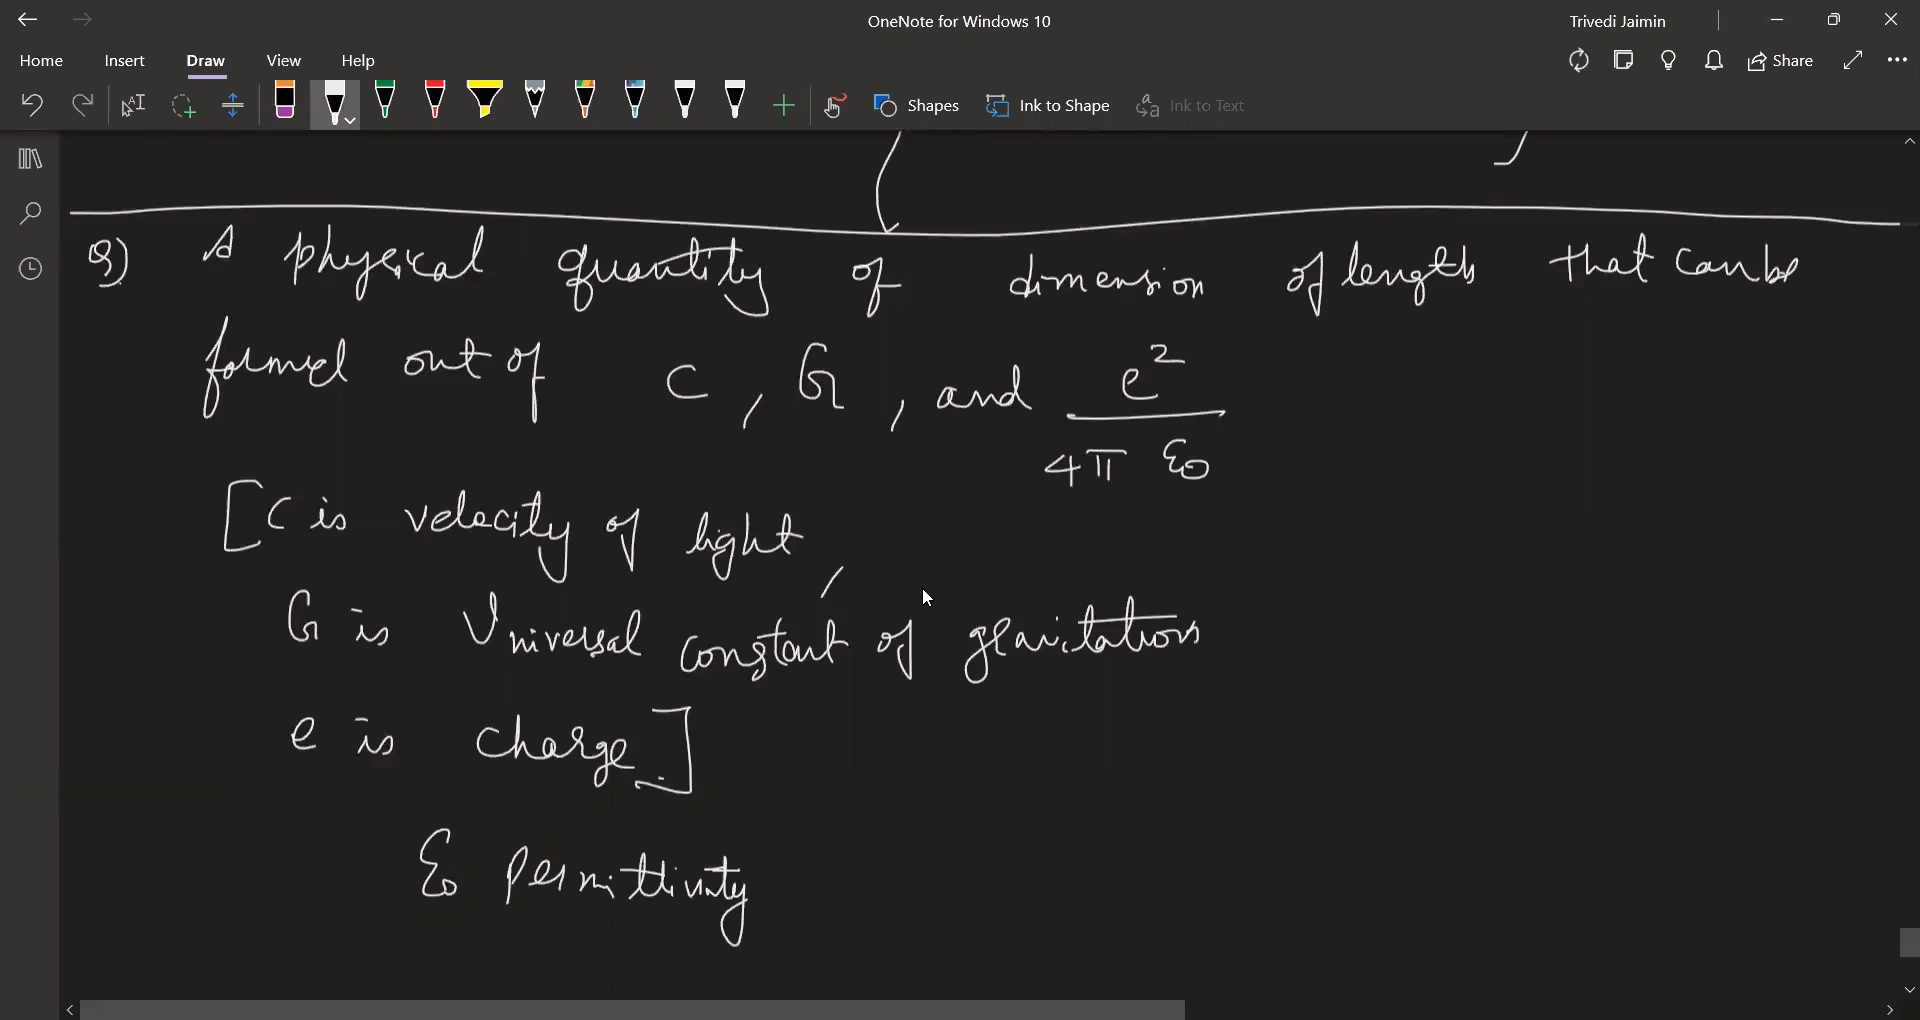 OneNote for Windows 10
Trivedi Jaimin
Home Insert Draw View Help
Share
Shapes Ink to Shape Ink to Text
Q) A physical quantity of dimension of length that can be
formed out of C, G, and e² / 4π ε₀
[C is velocity of light,
G is Universal constant of gravitation
e is charge.]
ε₀ permittivity